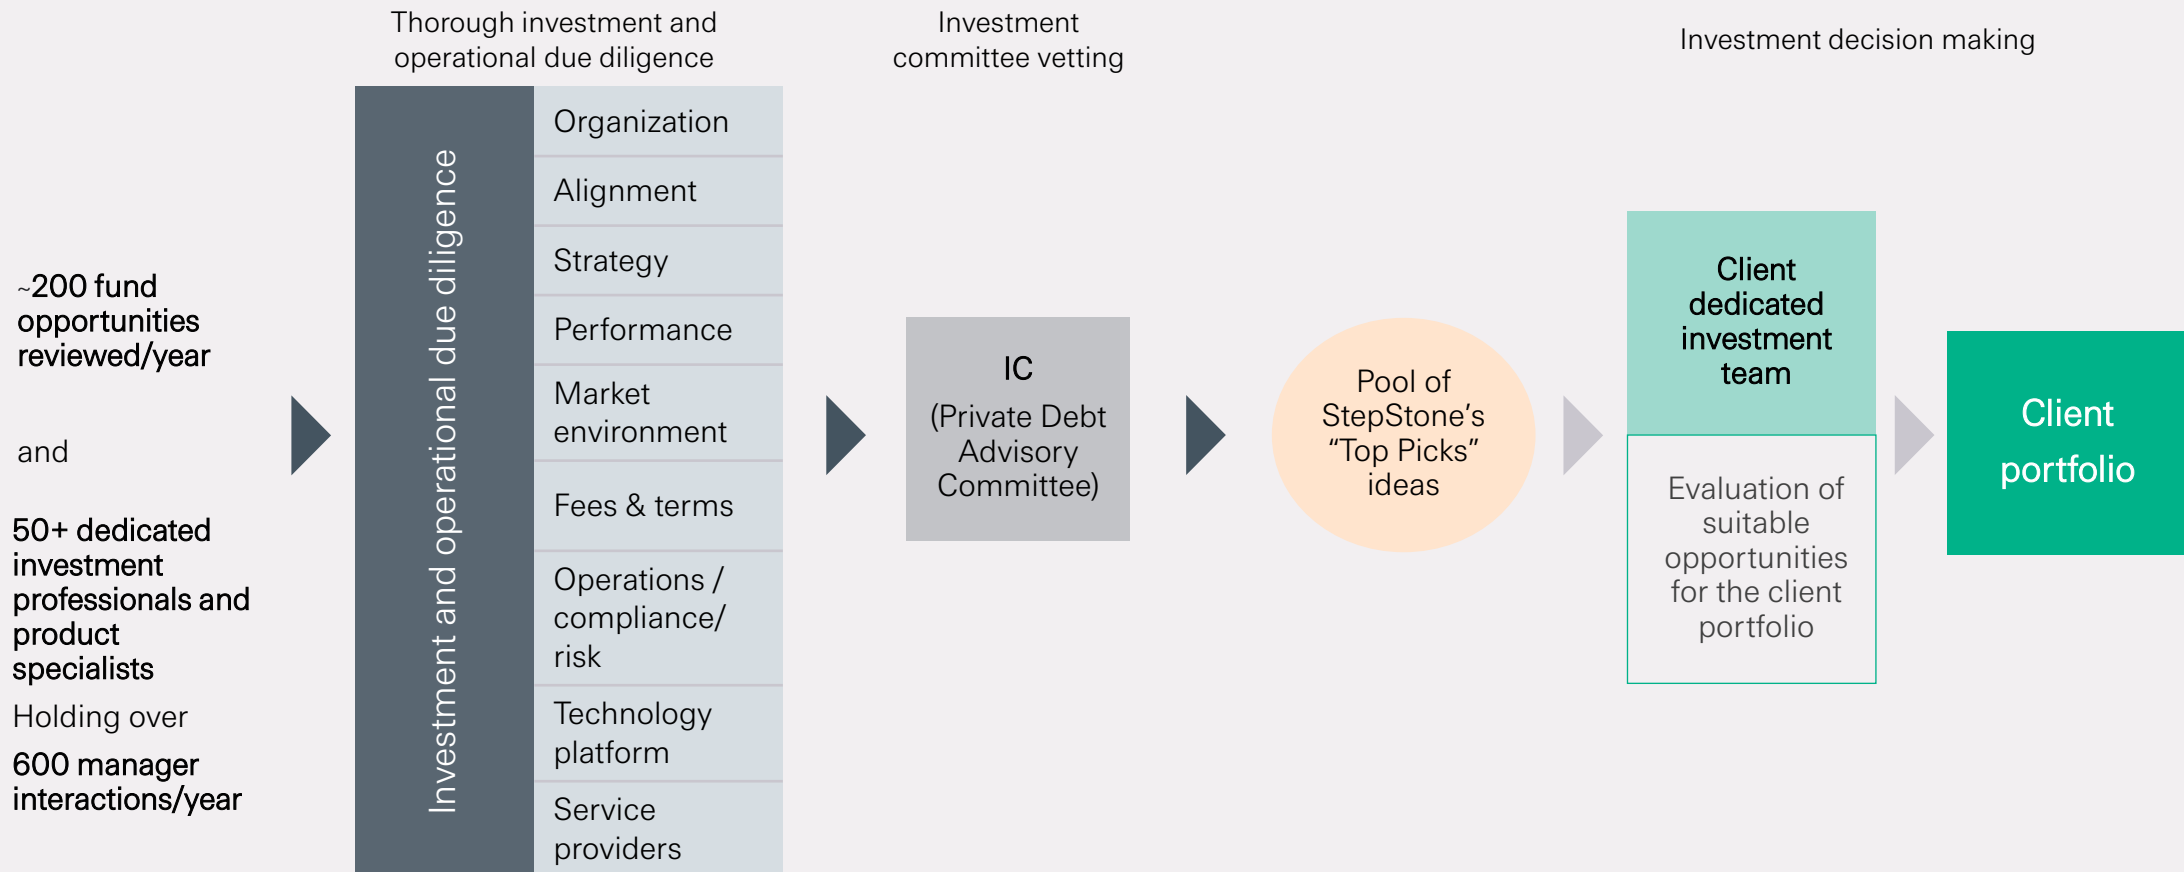 Thorough investment and
operational due diligence
Investment
committee vetting
Investment decision making
~200 fund
opportunities
reviewed/year
and
50+ dedicated
investment
professionals and
product
specialists
Holding over
600 manager
interactions/year
Investment and operational due diligence
Organization
Alignment
Strategy
Performance
Market
environment
Fees & terms
Operations /
compliance/
risk
Technology
platform
Service
providers
IC
(Private Debt
Advisory
Committee)
Pool of
StepStone’s
“Top Picks”
ideas
Client
dedicated
investment
team
Evaluation of
suitable
opportunities
for the client
portfolio
Client
portfolio